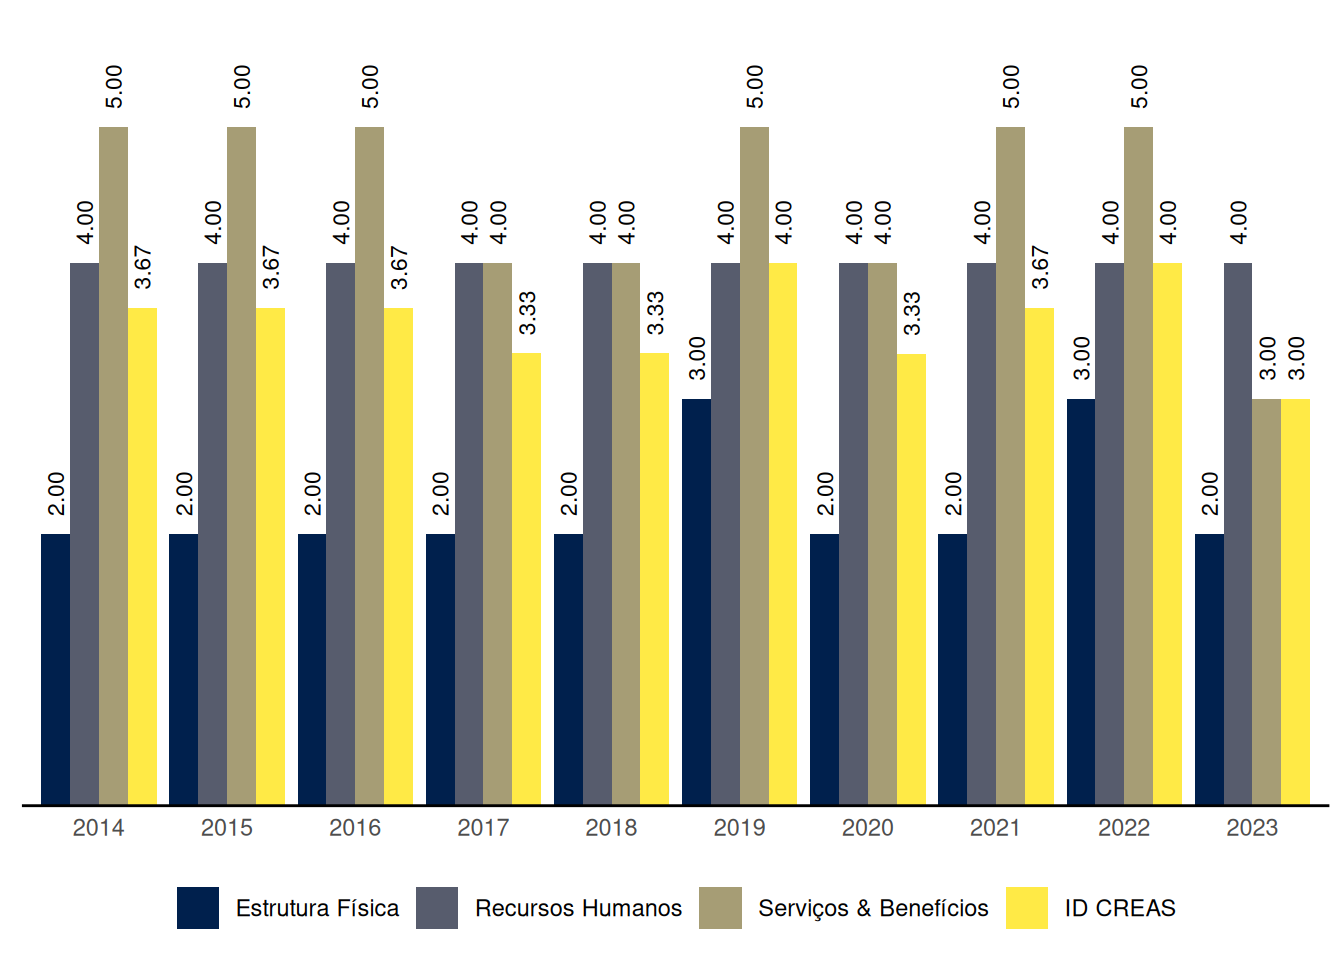 2.00 4.00 5.00 3.67 2.00 4.00 5.00 3.67 2.00 4.00 5.00 3.67 2.00 4.00 4.00 3.33 2.00 4.00 4.00 3.33 3.00 4.00 5.00 4.00 2.00 4.00 4.00 3.33 2.00 4.00 5.00 3.67 3.00 4.00 5.00 4.00 2.00 4.00 3.00 3.00
2014 2015 2016 2017 2018 2019 2020 2021 2022 2023
Estrutura Física Recursos Humanos Serviços & Benefícios ID CREAS